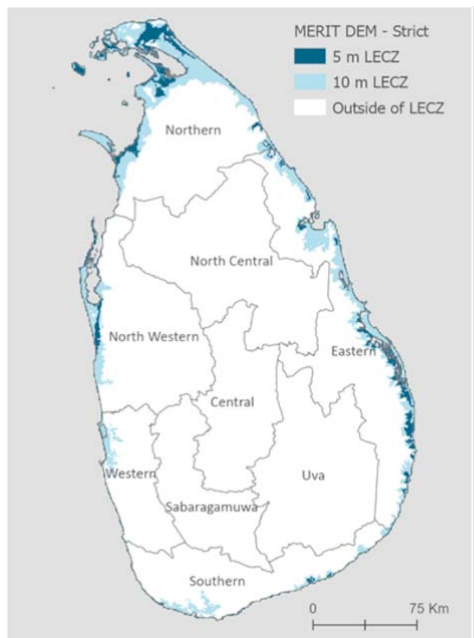 MERIT DEM - Strict
5 m LECZ
10 m LECZ
Outside of LECZ
Northern
North Central
North Western
Eastern
Central
Western
Uva
Sabaragamuwa
Southern
0 75 Km